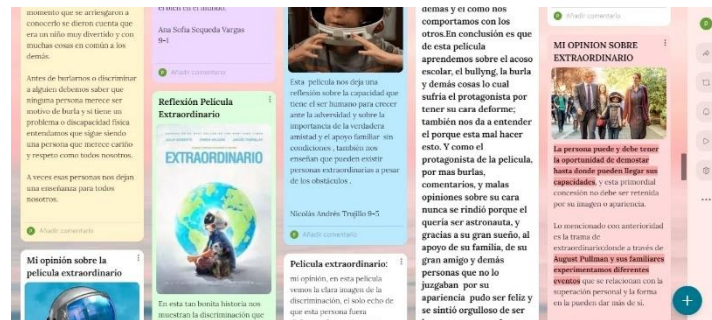 momento que se arriesgaron a
conocerlo se dieron cuenta que
era un niño muy divertido y con
muchas cosas en común a los
demás.
Antes de burlarnos o discriminar
a alguien debemos saber que
ninguna persona merece ser
motivo de burla y si tiene un
problema o discapacidad física
entendamos que sigue siendo
una persona que merece cariño
y respeto como todos nosotros.
A veces esas personas nos dejan
una enseñanza para todos
nosotros.
Añadir comentario
Mi opinión sobre la
película extraordinario
en el mundo.
Ana Sofía Sequeda Vargas
9-1
Añadir comentario
Reflexión Película
Extraordinario
EXTRAORDINARIO
En esta tan bonita historia nos
muestran la discriminación que
Esta película nos deja una
reflexión sobre la capacidad que
tiene el ser humano para crecer
ante la adversidad y sobre la
importancia de la verdadera
amistad y el apoyo familiar sin
condiciones , también nos
enseñan que pueden existir
personas extraordinarias a pesar
de los obstáculos .
Nicolás Andrés Trujillo 9-3
Añadir comentario
Película extraordinario:
mi opinión, en esta película
vemos la clara imagen de la
discriminación, el solo echo de
que esta persona fuera
demás y el como nos
comportamos con los
otros.En conclusión es que
de esta película
aprendemos sobre el acoso
escolar, el bullyng, la burla
y demás cosas lo cual
sufría el protagonista por
tener su cara deforme;
también nos da a entender
el porque esta mal hacer
esto. Y como el
protagonista de la película,
por mas burlas,
comentarios, y malas
opiniones sobre su cara
nunca se rindió porque el
quería ser astronauta, y
gracias a su gran sueño, al
apoyo de su familia, de su
gran amigo y demás
personas que no lo
juzgaban por su
apariencia pudo ser feliz y
se sintió orgulloso de ser
Añadir comentario
MI OPINION SOBRE
EXTRAORDINARIO
La persona puede y debe tener
la oportunidad de demostar
hasta donde pueden llegar sus
capacidades, y esta primordial
concesión no debe ser retenida
por su imagen o apariencia.
Lo mencionado con anterioridad
es la trama de
extraordinario;donde a través de
August Pullman y sus familiares
experimentamos diferentes
eventos que se relacionan con la
superación personal y la forma
en la pueden dar más de si.